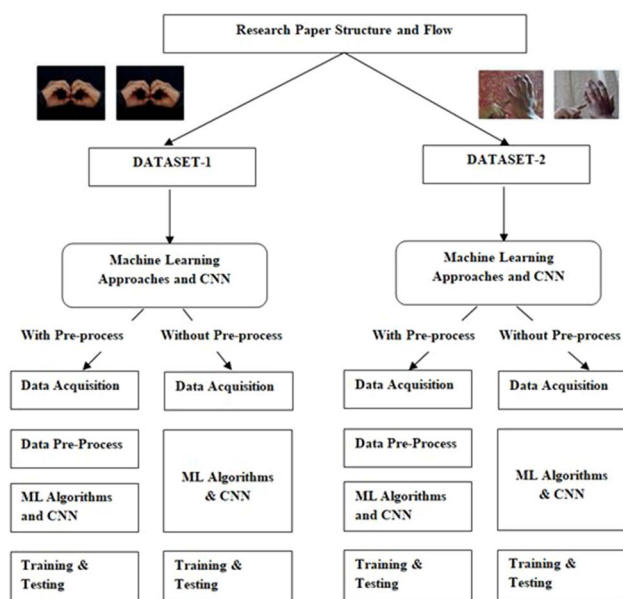 Research Paper Structure and Flow
DATASET-1
DATASET-2
Machine Learning
Approaches and CNN
Machine Learning
Approaches and CNN
With Pre-process
Without Pre-process
With Pre-process
Without Pre-process
Data Acquisition
Data Acquisition
Data Acquisition
Data Acquisition
Data Pre-Process
ML Algorithms
and CNN
ML Algorithms
& CNN
Data Pre-Process
ML Algorithms
and CNN
ML Algorithms
& CNN
Training &
Testing
Training &
Testing
Training &
Testing
Training &
Testing